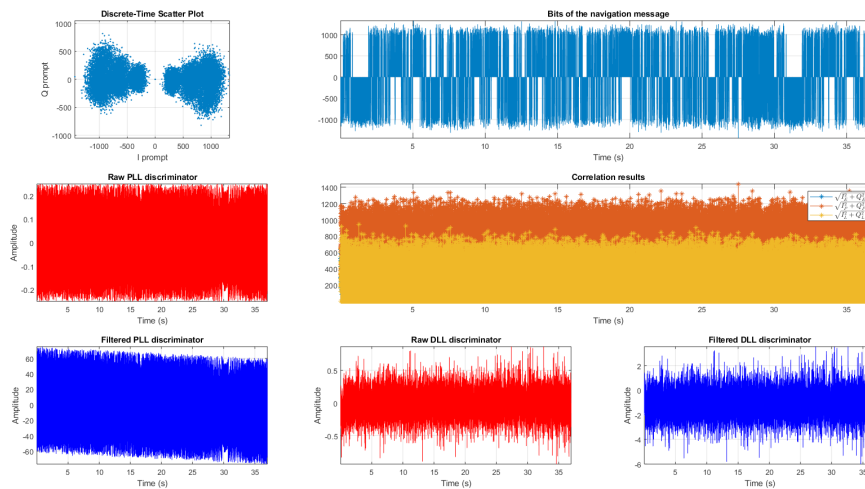 Discrete-Time Scatter Plot
1000
500
0
-500
-1000
Q prompt
-1000 -500 0 500 1000
I prompt
Bits of the navigation message
1000
500
0
-500
-1000
5 10 15 20 25 30 35
Time (s)
Raw PLL discriminator
0.2
0.1
0
-0.1
-0.2
Amplitude
5 10 15 20 25 30 35
Time (s)
Correlation results
1400
1200
1000
800
600
400
200
5 10 15 20 25 30 35
Time (s)
Filtered PLL discriminator
60
40
20
0
-20
-40
-60
Amplitude
5 10 15 20 25 30 35
Time (s)
Raw DLL discriminator
0.5
0
-0.5
Amplitude
5 10 15 20 25 30 35
Time (s)
Filtered DLL discriminator
2
0
-2
-4
-6
Amplitude
5 10 15 20 25 30 35
Time (s)